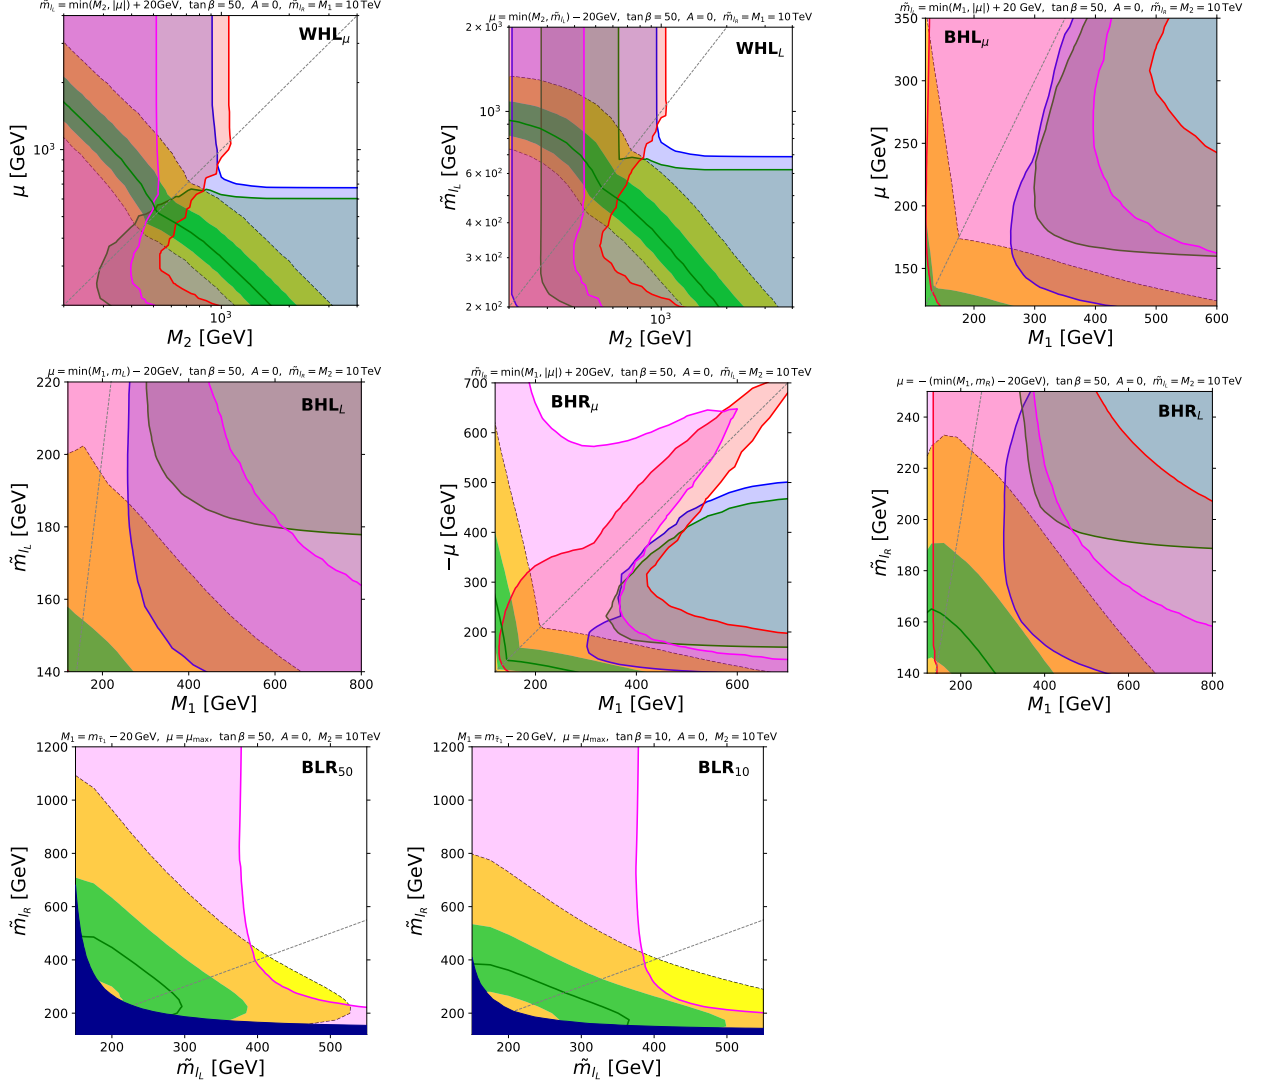 m̃_{l_L} = min(M_2, |μ|) + 20GeV, tan β = 50, A = 0, m̃_{l_R} = M_1 = 10 TeV
WHL_μ
10^3
μ [GeV]
10^3
M_2 [GeV]
μ = min(M_2, m̃_{l_L}) − 20GeV, tan β = 50, A = 0, m̃_{l_R} = M_1 = 10 TeV
WHL_L
2 × 10^3
10^3
6 × 10^2
4 × 10^2
3 × 10^2
2 × 10^2
m̃_{l_L} [GeV]
10^3
M_2 [GeV]
m̃_{l_L} = min(M_1, |μ|) + 20 GeV, tan β = 50, A = 0, m̃_{l_R} = M_2 = 10 TeV
BHL_μ
350
300
250
200
150
μ [GeV]
200 300 400 500 600
M_1 [GeV]
μ = min(M_1, m_L) − 20GeV, tan β = 50, A = 0, m̃_{l_R} = M_2 = 10 TeV
BHL_L
220
200
180
160
140
m̃_{l_L} [GeV]
200 400 600 800
M_1 [GeV]
m̃_{l_R} = min(M_1, |μ|) + 20GeV, tan β = 50, A = 0, m̃_{l_L} = M_2 = 10 TeV
BHR_μ
700
600
500
400
300
200
−μ [GeV]
200 400 600
M_1 [GeV]
μ = − (min(M_1, m_R) − 20GeV), tan β = 50, A = 0, m̃_{l_L} = M_2 = 10 TeV
BHR_L
240
220
200
180
160
140
m̃_{l_R} [GeV]
200 400 600 800
M_1 [GeV]
M_1 = m_{τ̃_1} − 20 GeV, μ = μ_max, tan β = 50, A = 0, M_2 = 10 TeV
BLR_50
1200
1000
800
600
400
200
m̃_{l_R} [GeV]
200 300 400 500
m̃_{l_L} [GeV]
M_1 = m_{τ̃_1} − 20 GeV, μ = μ_max, tan β = 10, A = 0, M_2 = 10 TeV
BLR_10
1200
1000
800
600
400
200
m̃_{l_R} [GeV]
200 300 400 500
m̃_{l_L} [GeV]